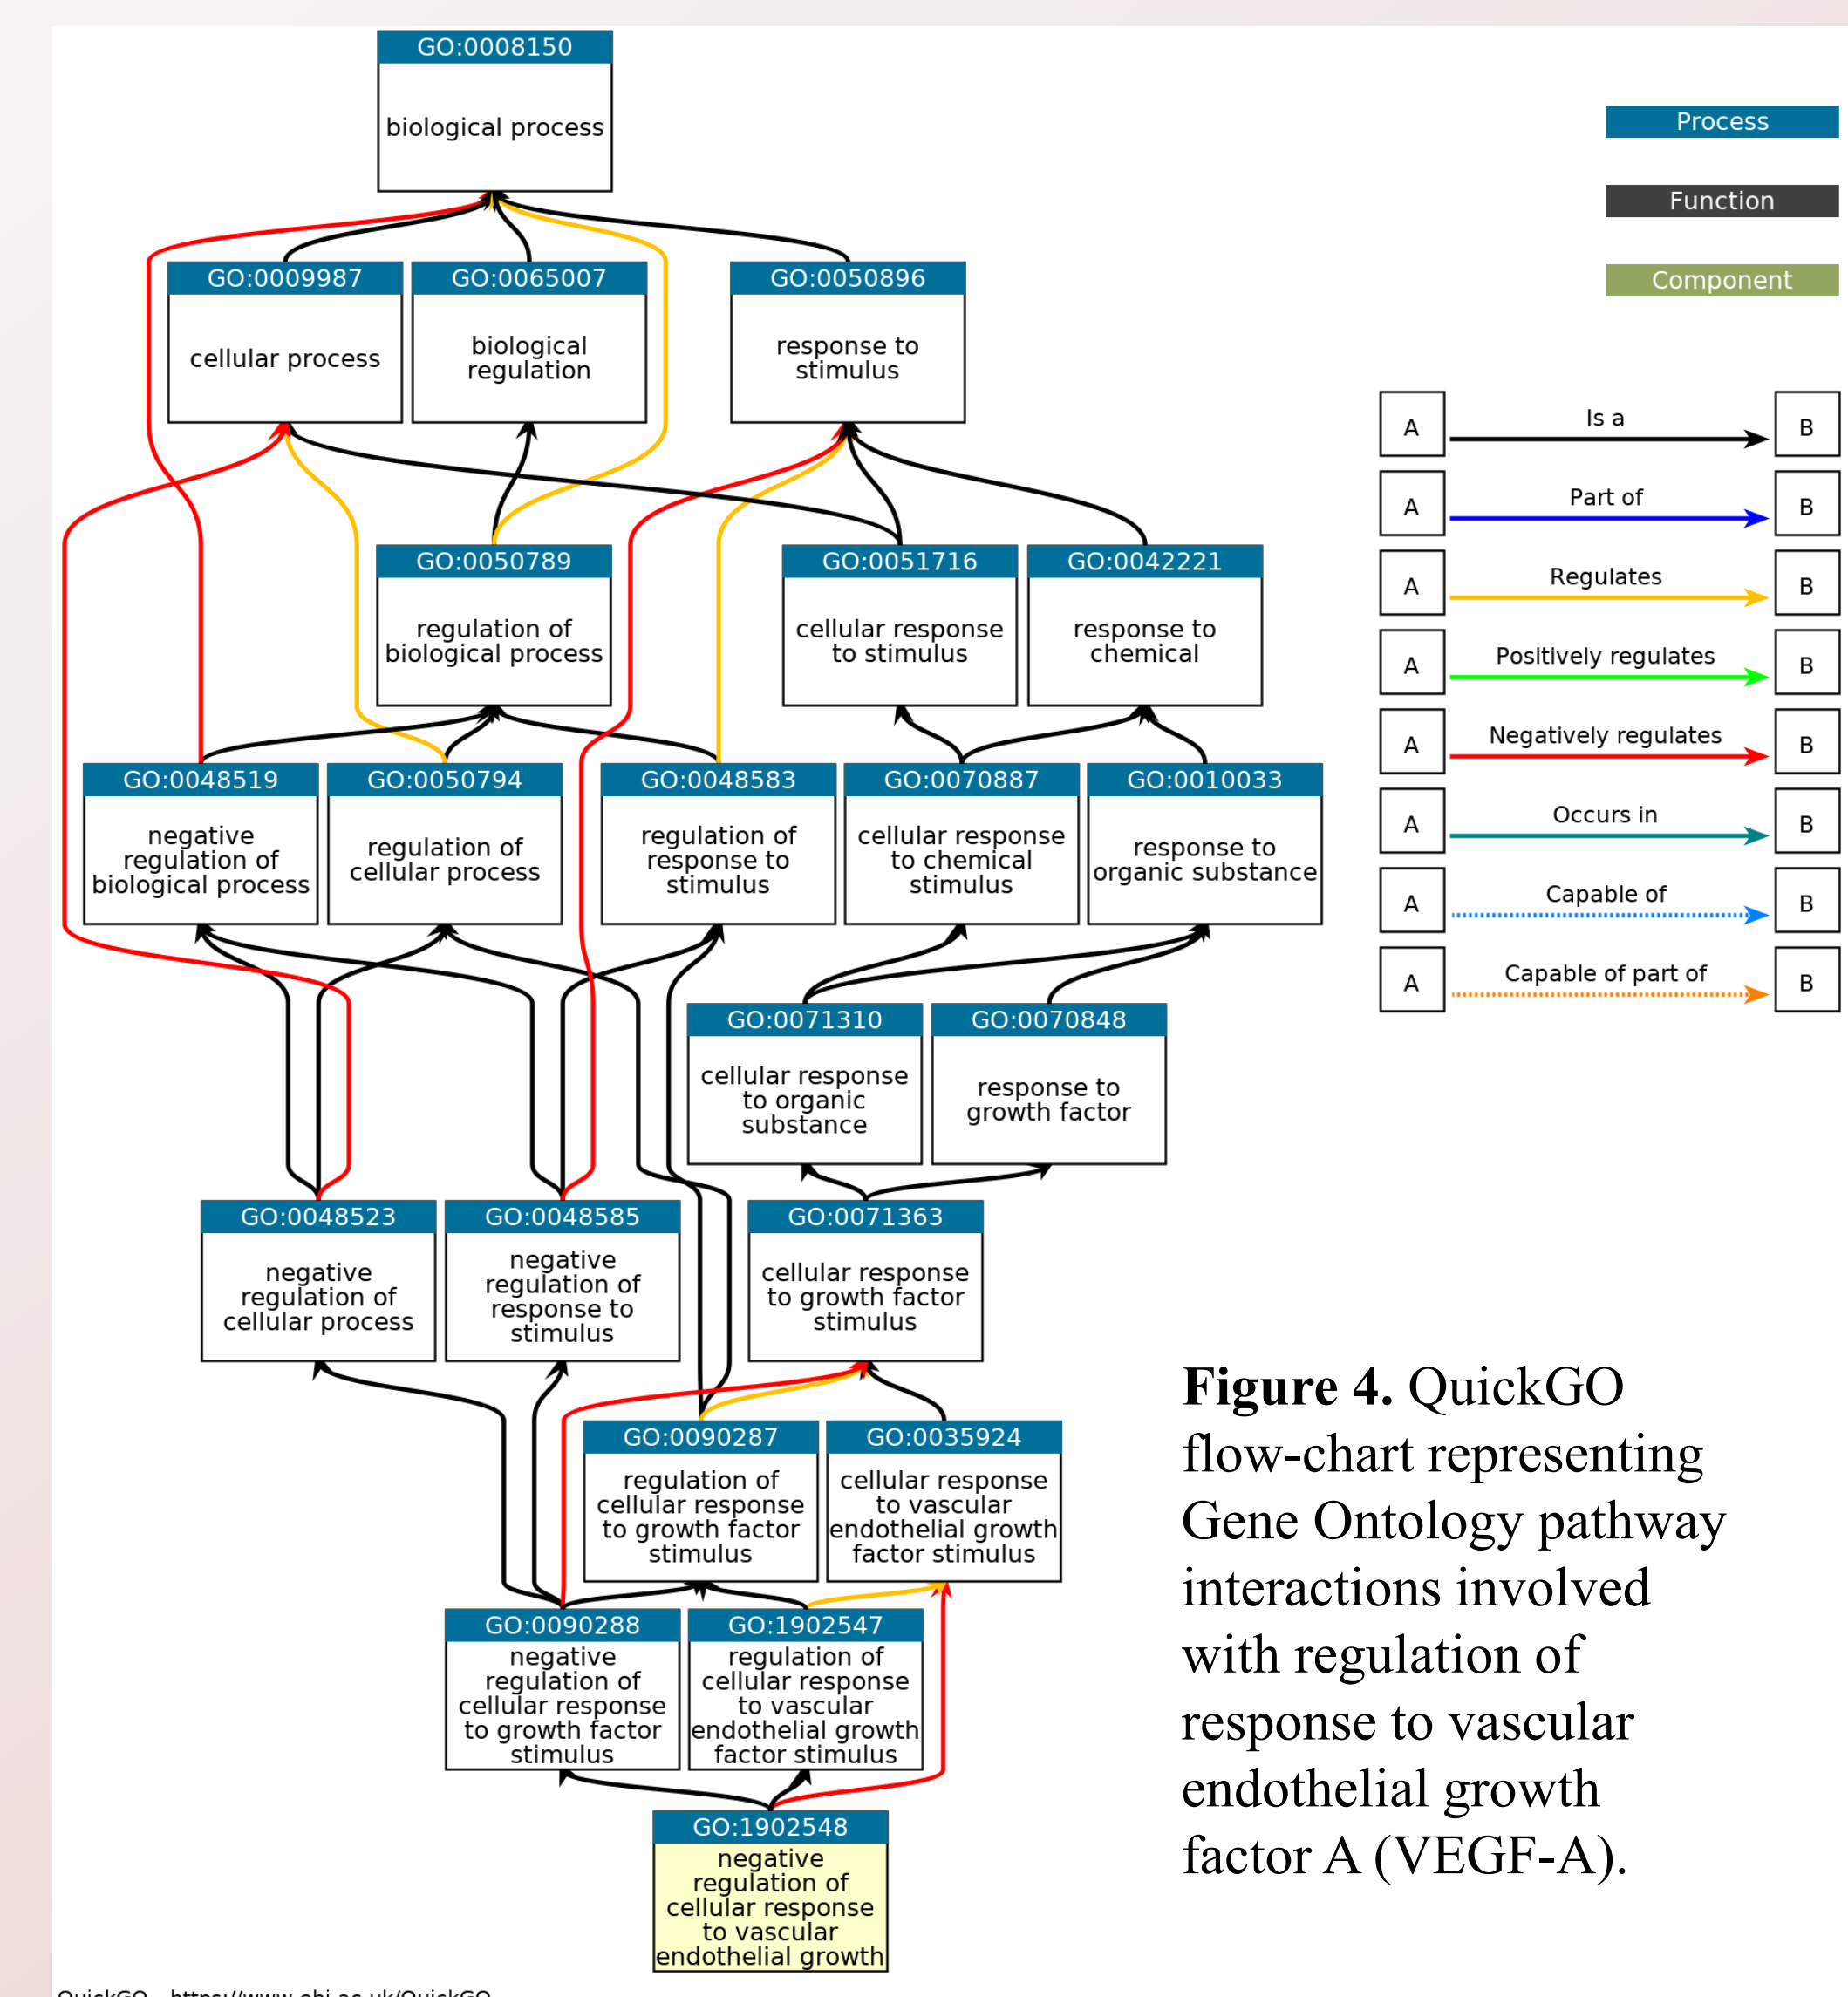 GO:0008150
biological process
GO:0009987
cellular process
GO:0065007
biological
regulation
GO:0050896
response to
stimulus
GO:0050789
regulation of
biological process
GO:0051716
cellular response
to stimulus
GO:0042221
response to
chemical
GO:0048519
negative
regulation of
biological process
GO:0050794
regulation of
cellular process
GO:0048583
regulation of
response to
stimulus
GO:0070887
cellular response
to chemical
stimulus
GO:0010033
response to
organic substance
GO:0071310
cellular response
to organic
substance
GO:0070848
response to
growth factor
GO:0048523
negative
regulation of
cellular process
GO:0048585
negative
regulation of
response to
stimulus
GO:0071363
cellular response
to growth factor
stimulus
GO:0090287
regulation of
cellular response
to growth factor
stimulus
GO:0035924
cellular response
to vascular
endothelial growth
factor stimulus
GO:0090288
negative
regulation of
cellular response
to growth factor
stimulus
GO:1902547
regulation of
cellular response
to vascular
endothelial growth
factor stimulus
GO:1902548
negative
regulation of
cellular response
to vascular
endothelial growth
QuickGO - https://www.ebi.ac.uk/QuickGO
Process
Function
Component
A Is a B
A Part of B
A Regulates B
A Positively regulates B
A Negatively regulates B
A Occurs in B
A Capable of B
A Capable of part of B
Figure 4. QuickGO
flow-chart representing
Gene Ontology pathway
interactions involved
with regulation of
response to vascular
endothelial growth
factor A (VEGF-A).